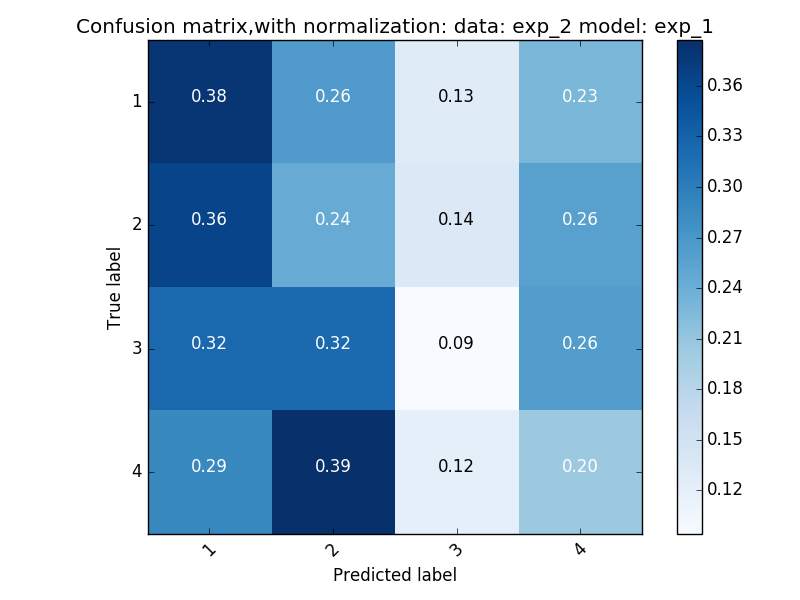 Confusion matrix,with normalization: data: exp_2 model: exp_1
True label
1 0.38 0.26 0.13 0.23
2 0.36 0.24 0.14 0.26
3 0.32 0.32 0.09 0.26
4 0.29 0.39 0.12 0.20
1 2 3 4
Predicted label
0.36
0.33
0.30
0.27
0.24
0.21
0.18
0.15
0.12